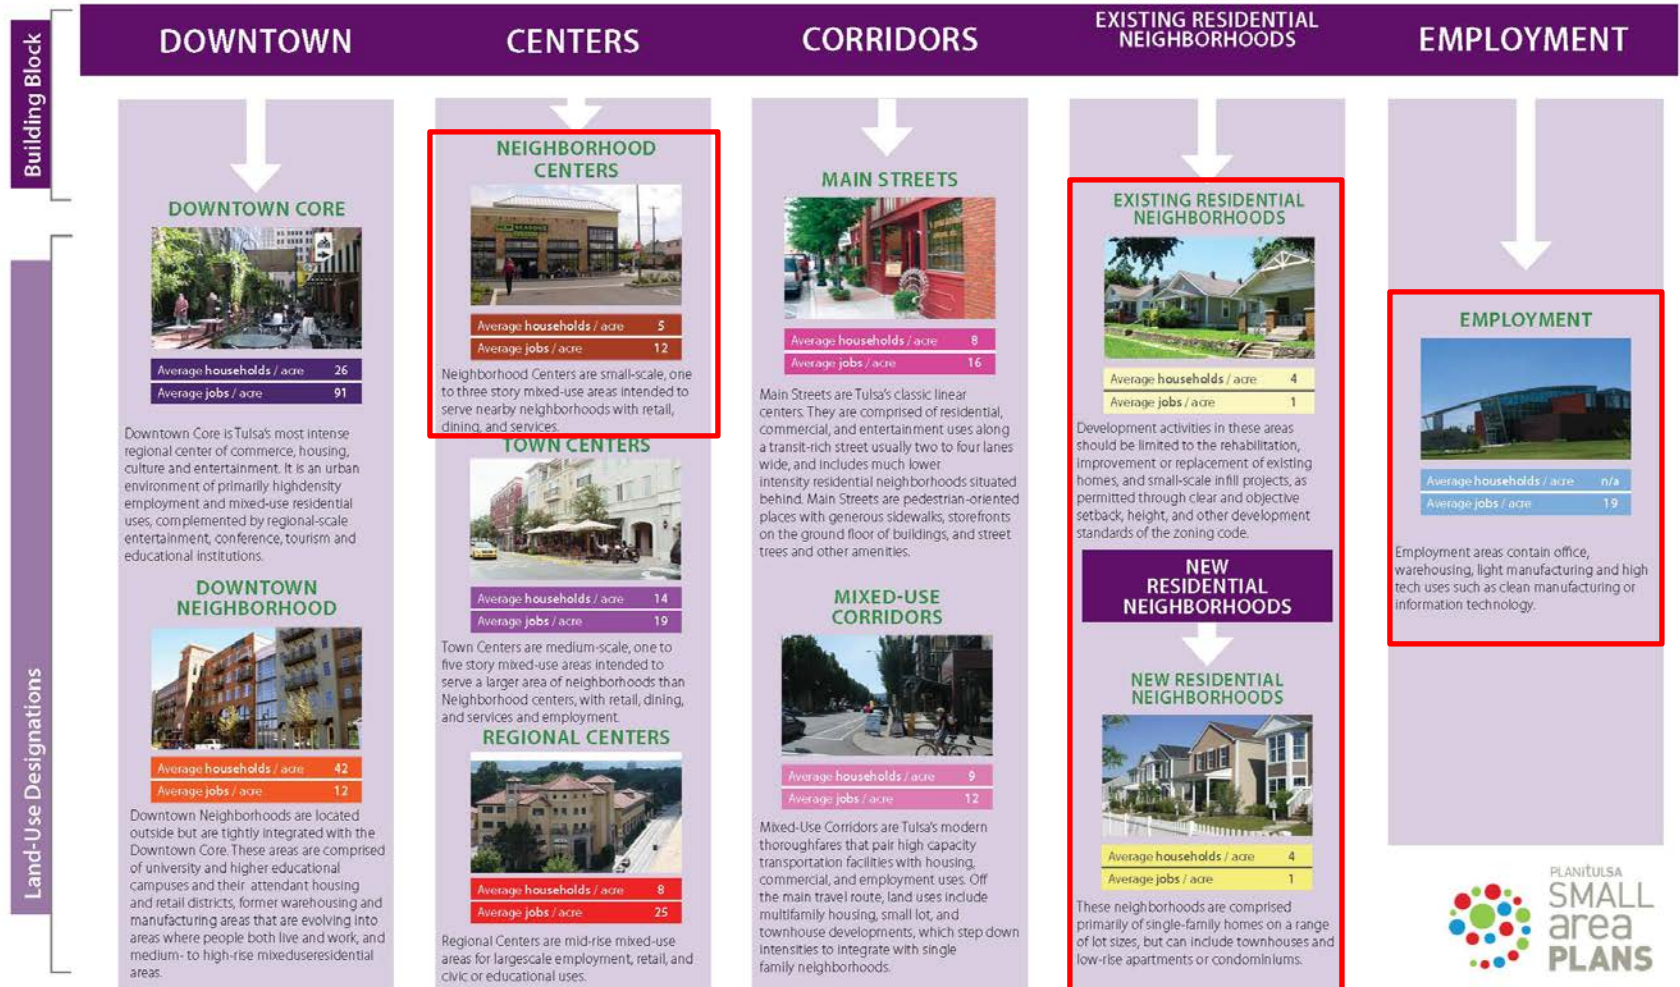 Building Block
Land-Use Designations
DOWNTOWN
DOWNTOWN CORE
Average households / acre 26
Average jobs / acre 91
Downtown Core is Tulsa's most intense
regional center of commerce, housing,
culture and entertainment. It is an urban
environment of primarily highdensity
employment and mixed-use residential
uses, complemented by regional-scale
entertainment, conference, tourism and
educational institutions.
DOWNTOWN
NEIGHBORHOOD
Average households / acre 42
Average jobs / acre 12
Downtown Neighborhoods are located
outside but are tightly integrated with the
Downtown Core. These areas are comprised
of university and higher educational
campuses and their attendant housing
and retail districts, former warehousing and
manufacturing areas that are evolving into
areas where people both live and work, and
medium- to high-rise mixeduseresidential
areas.
CENTERS
NEIGHBORHOOD
CENTERS
Average households / acre 5
Average jobs / acre 12
Neighborhood Centers are small-scale, one
to three story mixed-use areas intended to
serve nearby neighborhoods with retail,
dining, and services.
TOWN CENTERS
Average households / acre 14
Average jobs / acre 19
Town Centers are medium-scale, one to
five story mixed-use areas intended to
serve a larger area of neighborhoods than
Neighborhood centers, with retail, dining,
and services and employment.
REGIONAL CENTERS
Average households / acre 8
Average jobs / acre 25
Regional Centers are mid-rise mixed-use
areas for largescale employment, retail, and
civic or educational uses.
CORRIDORS
MAIN STREETS
Average households / acre 8
Average jobs / acre 16
Main Streets are Tulsa's classic linear
centers. They are comprised of residential,
commercial, and entertainment uses along
a transit-rich street usually two to four lanes
wide, and includes much lower
intensity residential neighborhoods situated
behind. Main Streets are pedestrian-oriented
places with generous sidewalks, storefronts
on the ground floor of buildings, and street
trees and other amenities.
MIXED-USE
CORRIDORS
Average households / acre 9
Average jobs / acre 12
Mixed-Use Corridors are Tulsa's modern
thoroughfares that pair high capacity
transportation facilities with housing,
commercial, and employment uses. Off
the main travel route, land uses include
multifamily housing, small lot, and
townhouse developments, which step down
intensities to integrate with single
family neighborhoods.
EXISTING RESIDENTIAL
NEIGHBORHOODS
EXISTING RESIDENTIAL
NEIGHBORHOODS
Average households / acre 4
Average jobs / acre 1
Development activities in these areas
should be limited to the rehabilitation,
improvement or replacement of existing
homes, and small-scale infill projects, as
permitted through clear and objective
setback, height, and other development
standards of the zoning code.
NEW
RESIDENTIAL
NEIGHBORHOODS
NEW RESIDENTIAL
NEIGHBORHOODS
Average households / acre 4
Average jobs / acre 1
These neighborhoods are comprised
primarily of single-family homes on a range
of lot sizes, but can include townhouses and
low-rise apartments or condominiums.
EMPLOYMENT
EMPLOYMENT
Average households / acre n/a
Average jobs / acre 19
Employment areas contain office,
warehousing, light manufacturing and high
tech uses such as clean manufacturing or
information technology.
PLANiTULSA
SMALL
area
PLANS